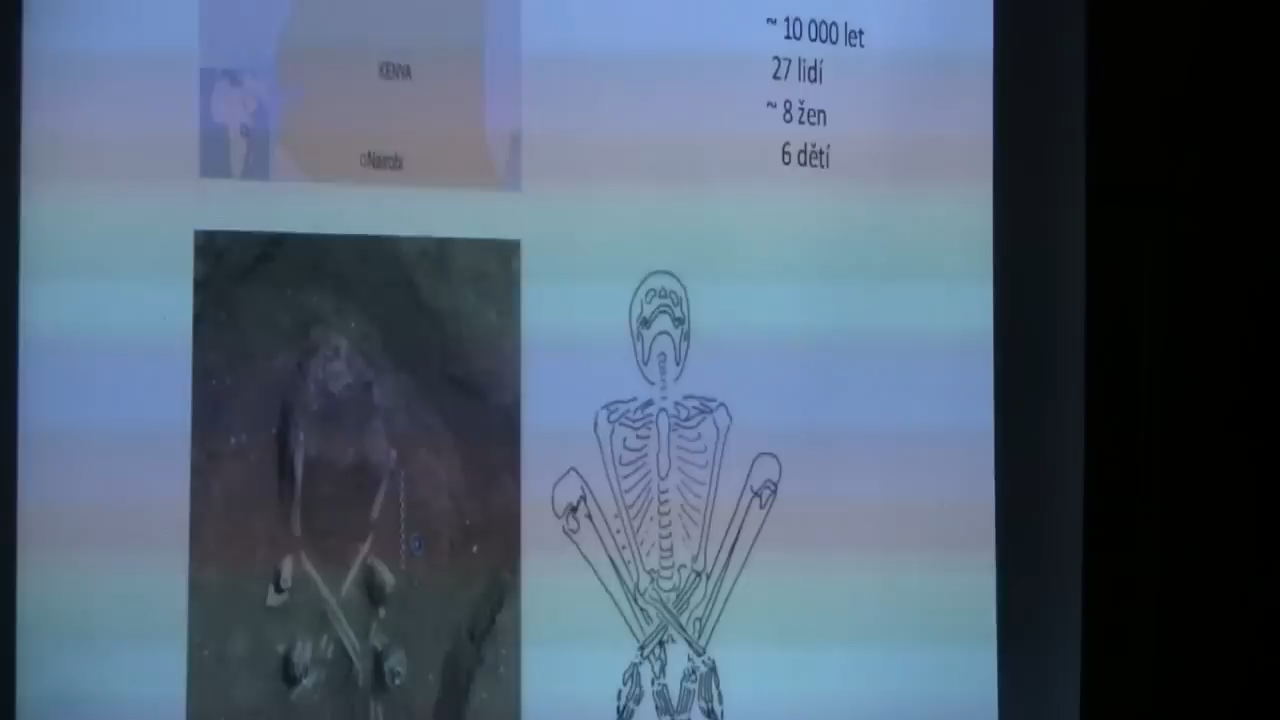 ~ 10 000 let
27 lidí
~ 8 žen
6 dětí
KENYA
Nairobi